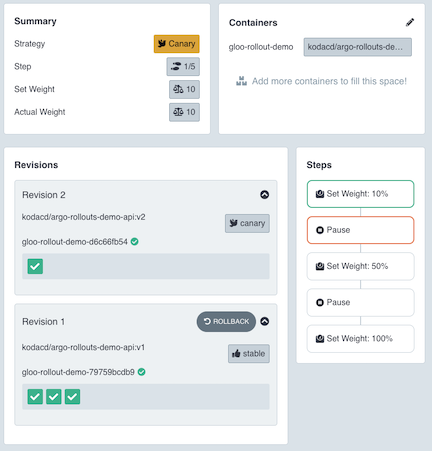 Summary
Strategy
Canary
Step
1/5
Set Weight
10
Actual Weight
10
Containers
gloo-rollout-demo
kodacd/argo-rollouts-de...
Add more containers to fill this space!
Revisions
Revision 2
kodacd/argo-rollouts-demo-api:v2
canary
gloo-rollout-demo-d6c66fb54
Revision 1
ROLLBACK
kodacd/argo-rollouts-demo-api:v1
stable
gloo-rollout-demo-79759bcdb9
Steps
Set Weight: 10%
Pause
Set Weight: 50%
Pause
Set Weight: 100%